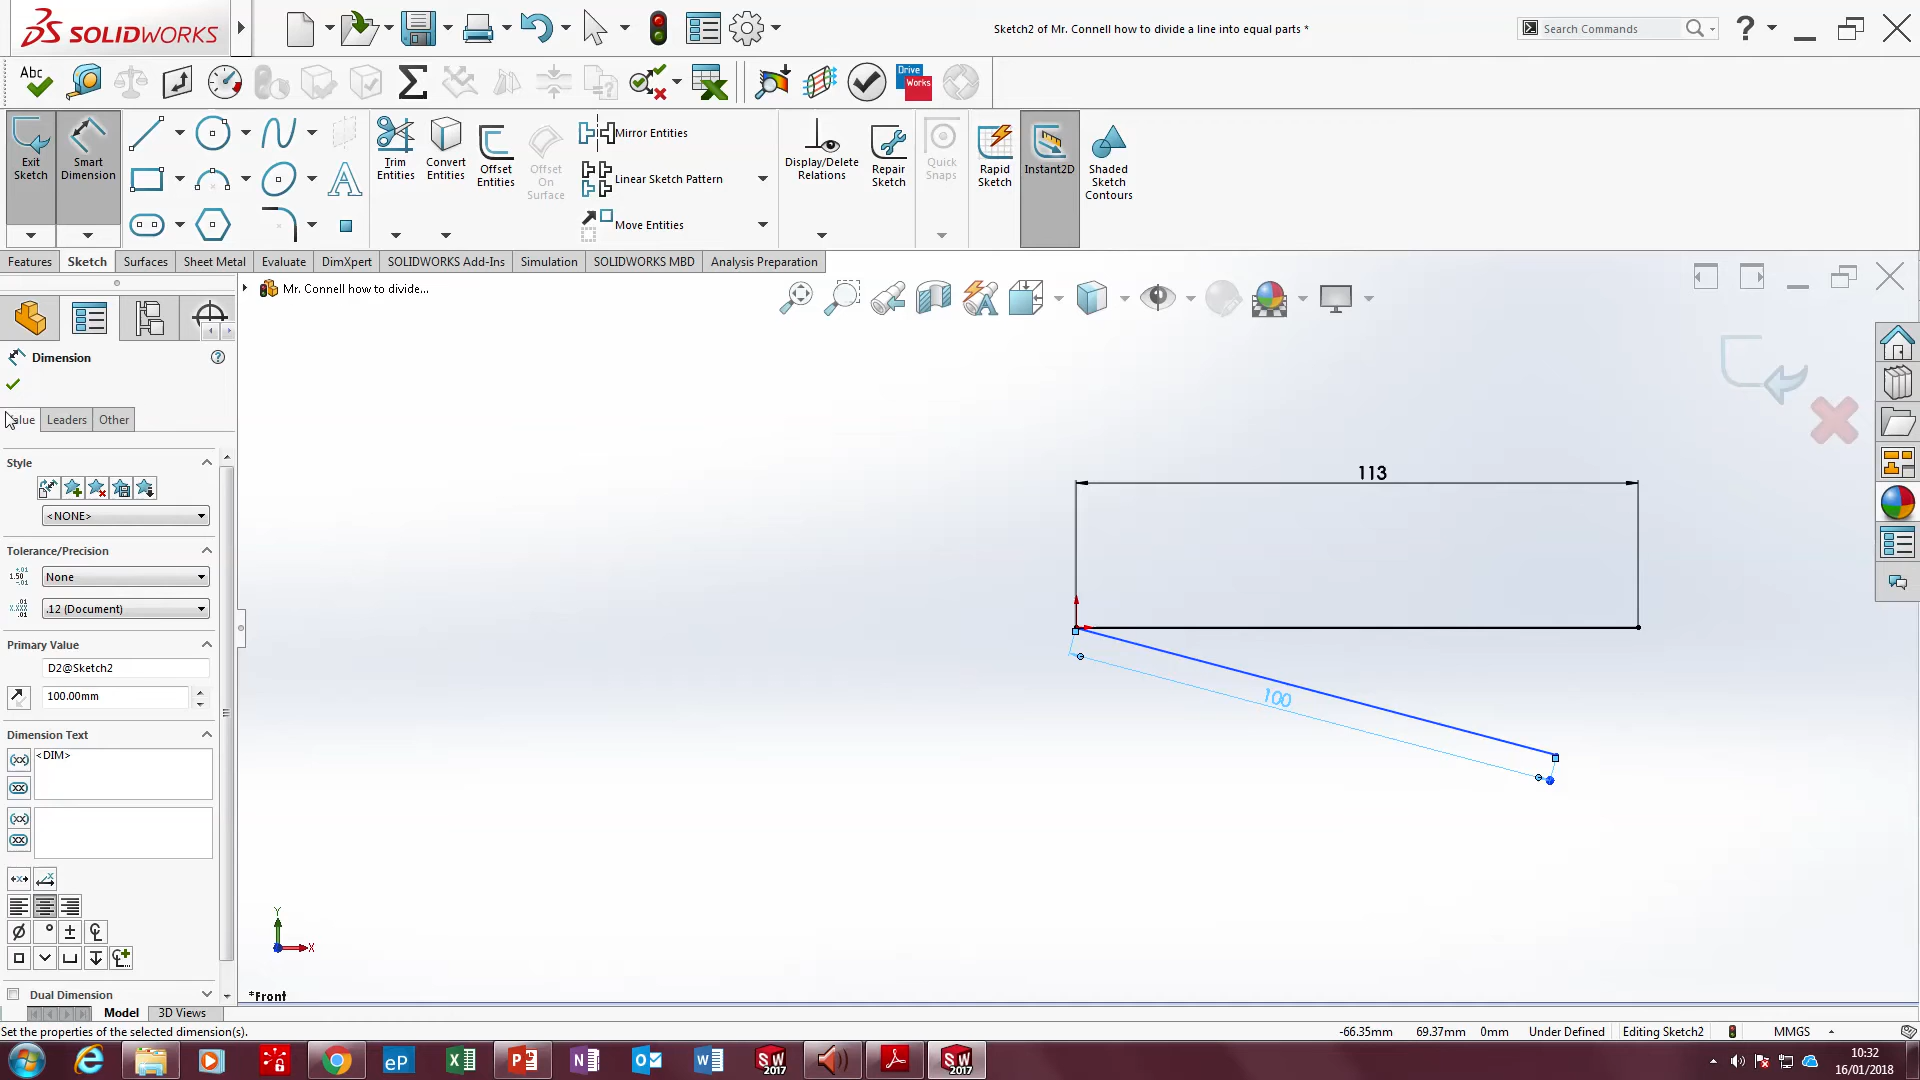 SOLIDWORKS
Sketch2 of Mr. Connell how to divide a line into equal parts *
Search Commands
?
Abc
Drive
Works
Exit
Sketch
Smart
Dimension
Trim
Entities
Convert
Entities
Offset
Entities
Offset
On
Surface
Mirror Entities
Linear Sketch Pattern
Move Entities
Display/Delete
Relations
Repair
Sketch
Quick
Snaps
Rapid
Sketch
Instant2D
Shaded
Sketch
Contours
Features
Sketch
Surfaces
Sheet Metal
Evaluate
DimXpert
SOLIDWORKS Add-Ins
Simulation
SOLIDWORKS MBD
Analysis Preparation
Mr. Connell how to divide...
Dimension
Value
Leaders
Other
Style
<NONE>
Tolerance/Precision
None
.12 (Document)
Primary Value
D2@Sketch2
100.00mm
Dimension Text
<DIM>
Dual Dimension
113
100
Y
X
*Front
Model
3D Views
Set the properties of the selected dimension(s).
-66.35mm
69.37mm
0mm
Under Defined
Editing Sketch2
MMGS
10:32
16/01/2018